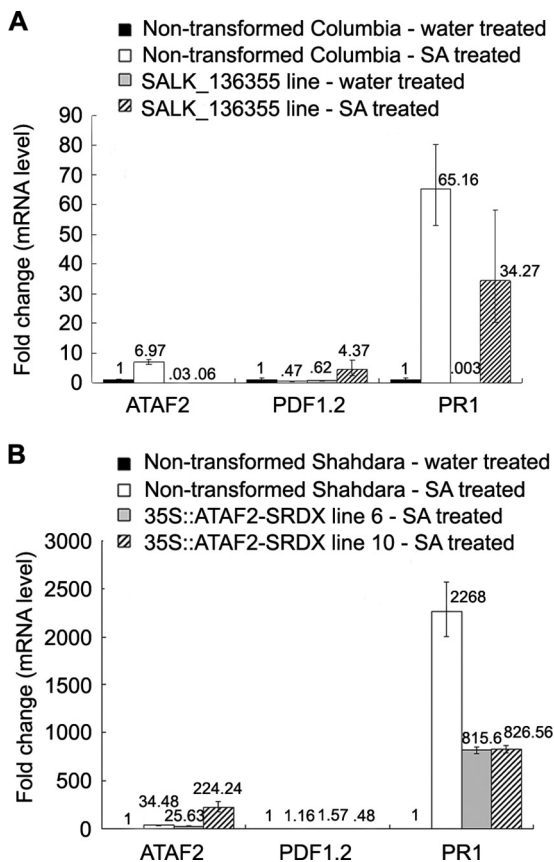 A
Non-transformed Columbia - water treated
Non-transformed Columbia - SA treated
SALK_136355 line - water treated
SALK_136355 line - SA treated
Fold change (mRNA level)
90
80
70
60
50
40
30
20
10
0
1
6.97
.03
.06
1
.47
.62
4.37
1
65.16
.003
34.27
ATAF2
PDF1.2
PR1
B
Non-transformed Shahdara - water treated
Non-transformed Shahdara - SA treated
35S::ATAF2-SRDX line 6 - SA treated
35S::ATAF2-SRDX line 10 - SA treated
Fold change (mRNA level)
3000
2500
2000
1500
1000
500
0
1
34.48
25.63
224.24
1
1.16
1.57
.48
1
2268
815.6
826.56
ATAF2
PDF1.2
PR1